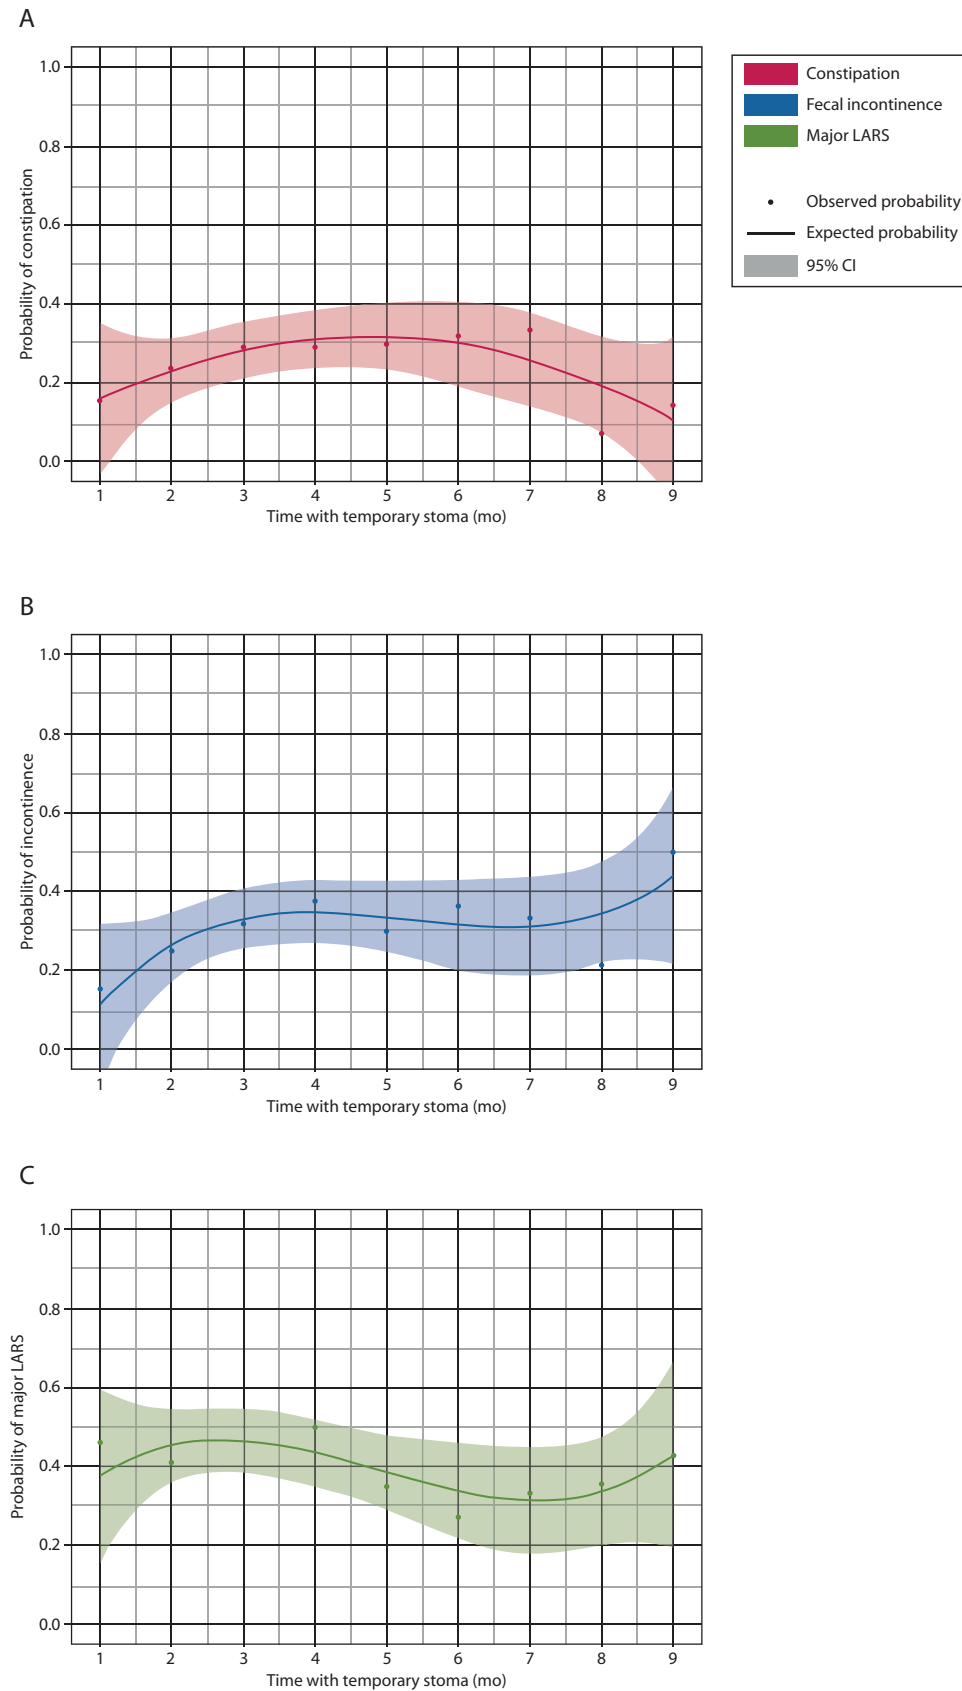 A
1.0
0.8
0.6
0.4
0.2
0.0
Probability of constipation
1 2 3 4 5 6 7 8 9
Time with temporary stoma (mo)
Constipation
Fecal incontinence
Major LARS
Observed probability
Expected probability
95% CI
B
1.0
0.8
0.6
0.4
0.2
0.0
Probability of incontinence
1 2 3 4 5 6 7 8 9
Time with temporary stoma (mo)
C
1.0
0.8
0.6
0.4
0.2
0.0
Probability of major LARS
1 2 3 4 5 6 7 8 9
Time with temporary stoma (mo)